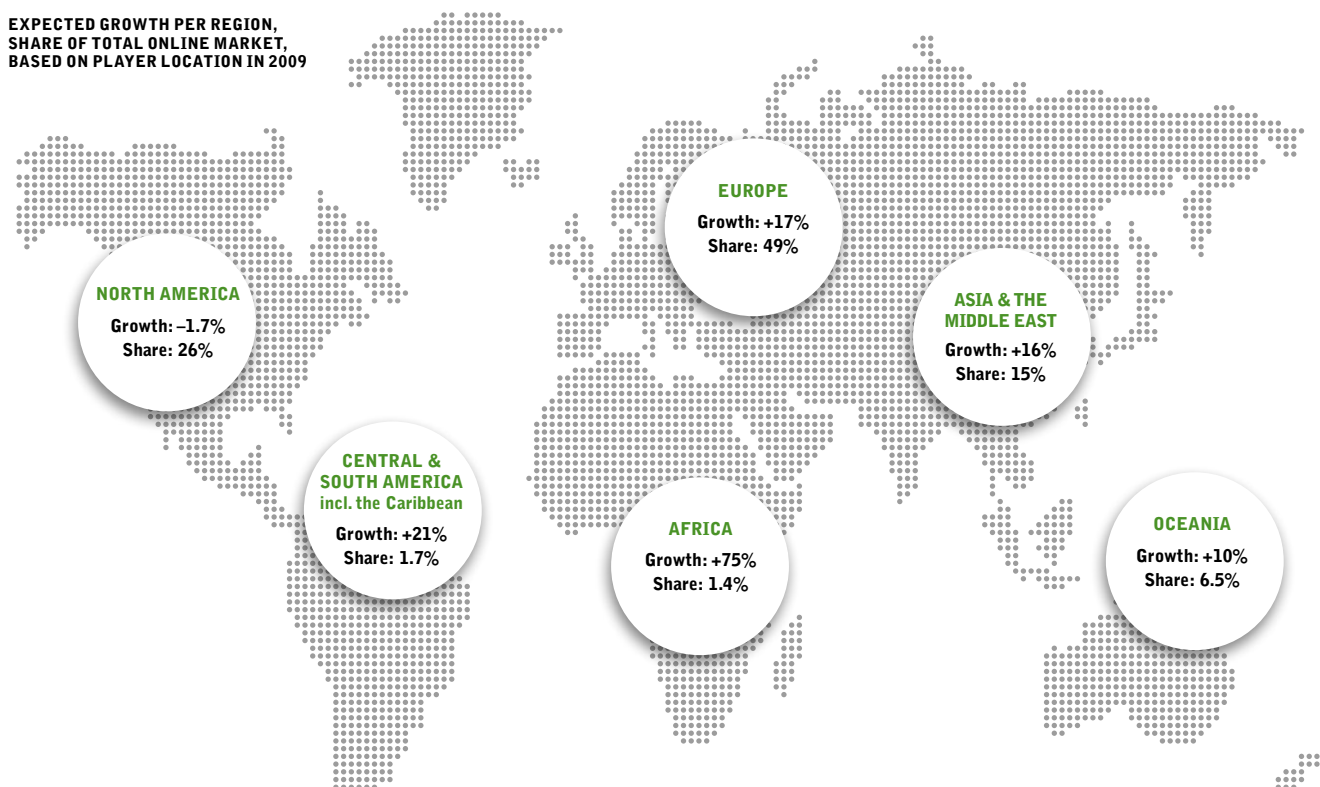 EXPECTED GROWTH PER REGION,
SHARE OF TOTAL ONLINE MARKET,
BASED ON PLAYER LOCATION IN 2009
EUROPE
Growth: +17%
Share: 49%
NORTH AMERICA
Growth: –1.7%
Share: 26%
ASIA & THE
MIDDLE EAST
Growth: +16%
Share: 15%
CENTRAL &
SOUTH AMERICA
incl. the Caribbean
Growth: +21%
Share: 1.7%
AFRICA
Growth: +75%
Share: 1.4%
OCEANIA
Growth: +10%
Share: 6.5%